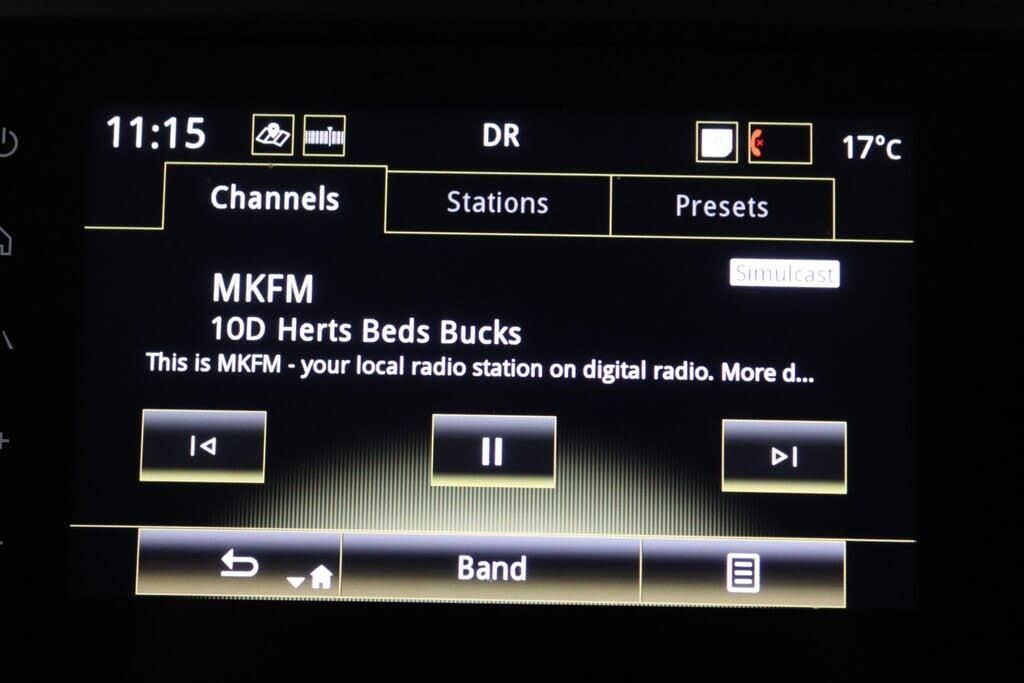 11:15 DR 17°C
Channels Stations Presets
Simulcast
MKFM
10D Herts Beds Bucks
This is MKFM - your local radio station on digital radio. More d...
Band